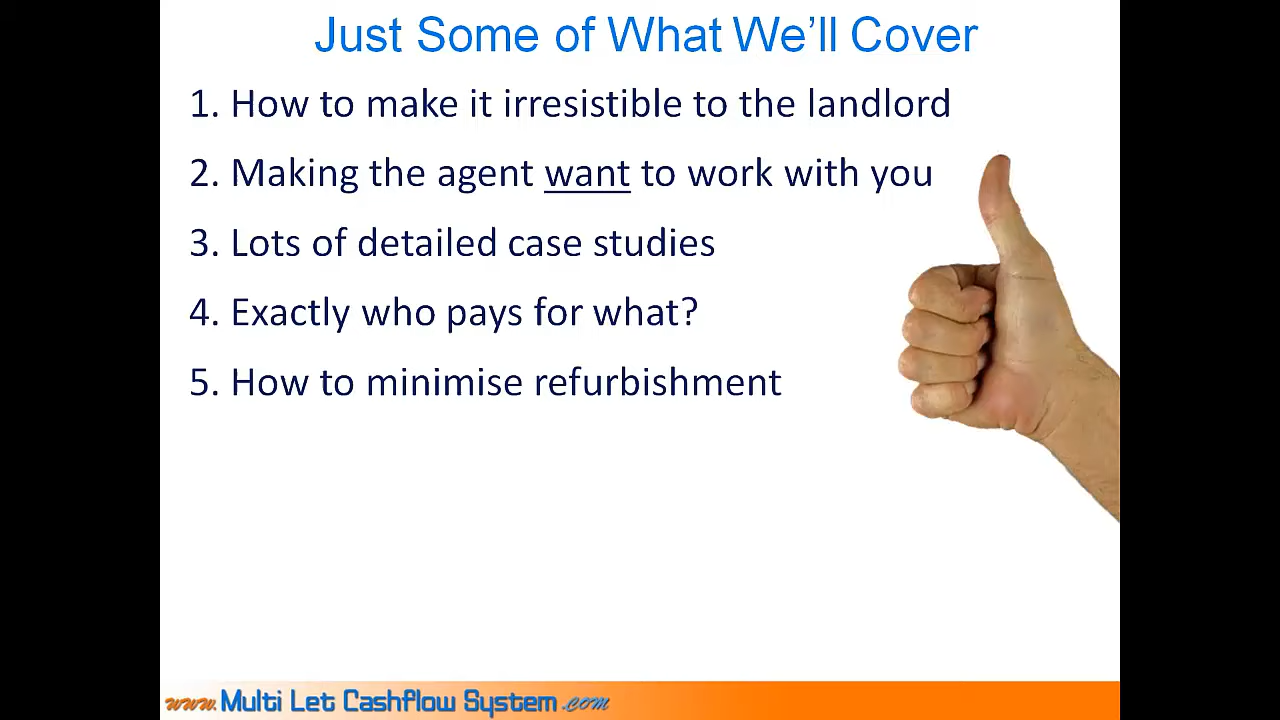 Just Some of What We’ll Cover
1. How to make it irresistible to the landlord
2. Making the agent want to work with you
3. Lots of detailed case studies
4. Exactly who pays for what?
5. How to minimise refurbishment
www.Multi Let Cashflow System.com